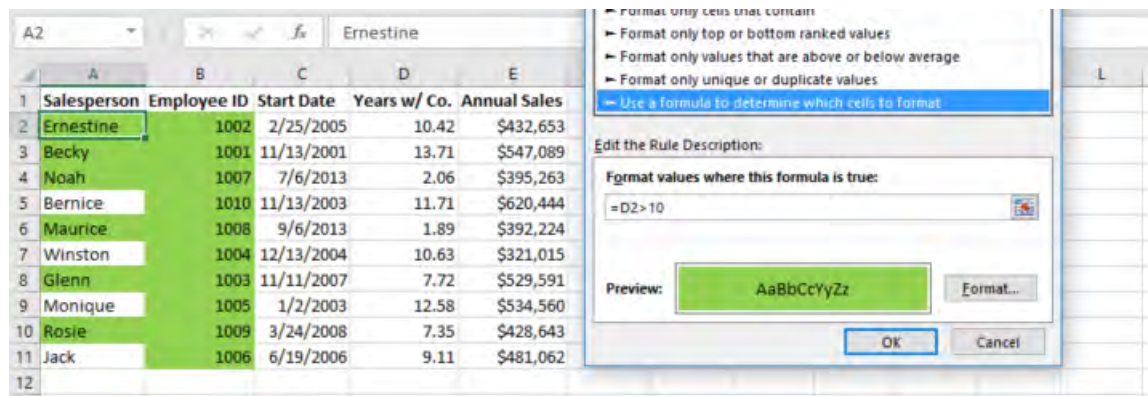 A2 fx Ernestine
A B C D E L
1 Salesperson Employee ID Start Date Years w/ Co. Annual Sales
2 Ernestine 1002 2/25/2005 10.42 $432,653
3 Becky 1001 11/13/2001 13.71 $547,089
4 Noah 1007 7/6/2013 2.06 $395,263
5 Bernice 1010 11/13/2003 11.71 $620,444
6 Maurice 1008 9/6/2013 1.89 $392,224
7 Winston 1004 12/13/2004 10.63 $321,015
8 Glenn 1003 11/11/2007 7.72 $529,591
9 Monique 1005 1/2/2003 12.58 $534,560
10 Rosie 1009 3/24/2008 7.35 $428,643
11 Jack 1006 6/19/2006 9.11 $481,062
12
► Format only cells that contain
► Format only top or bottom ranked values
► Format only values that are above or below average
► Format only unique or duplicate values
► Use a formula to determine which cells to format
Edit the Rule Description:
Format values where this formula is true:
=D2>10
Preview: AaBbCcYyZz Format...
OK Cancel